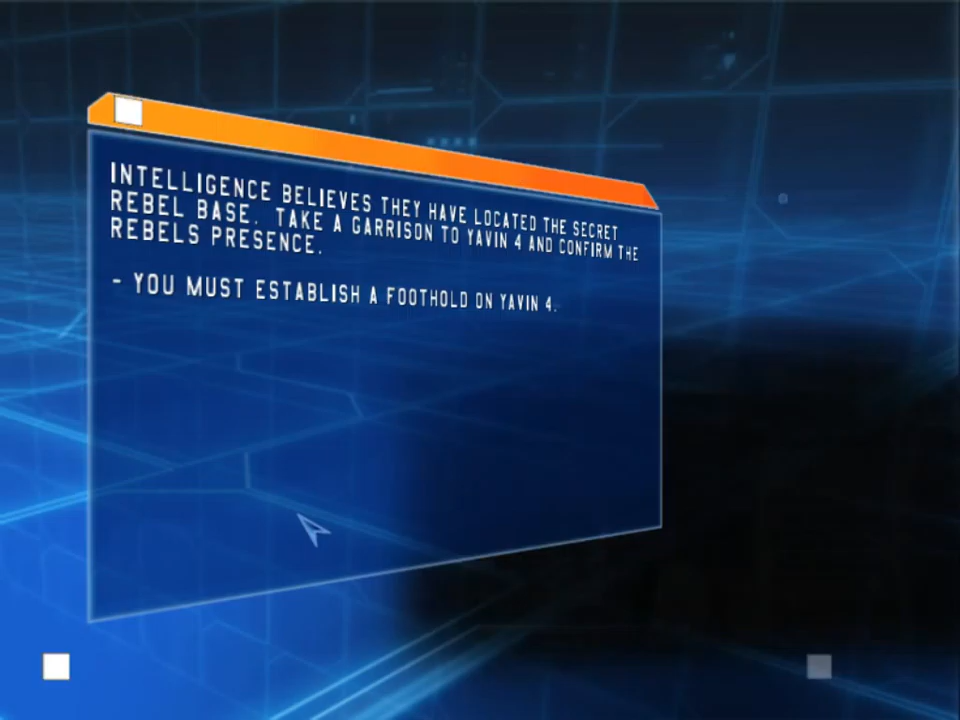 INTELLIGENCE BELIEVES THEY HAVE LOCATED THE SECRET
REBEL BASE. TAKE A GARRISON TO YAVIN 4 AND CONFIRM THE
REBELS PRESENCE.
- YOU MUST ESTABLISH A FOOTHOLD ON YAVIN 4.